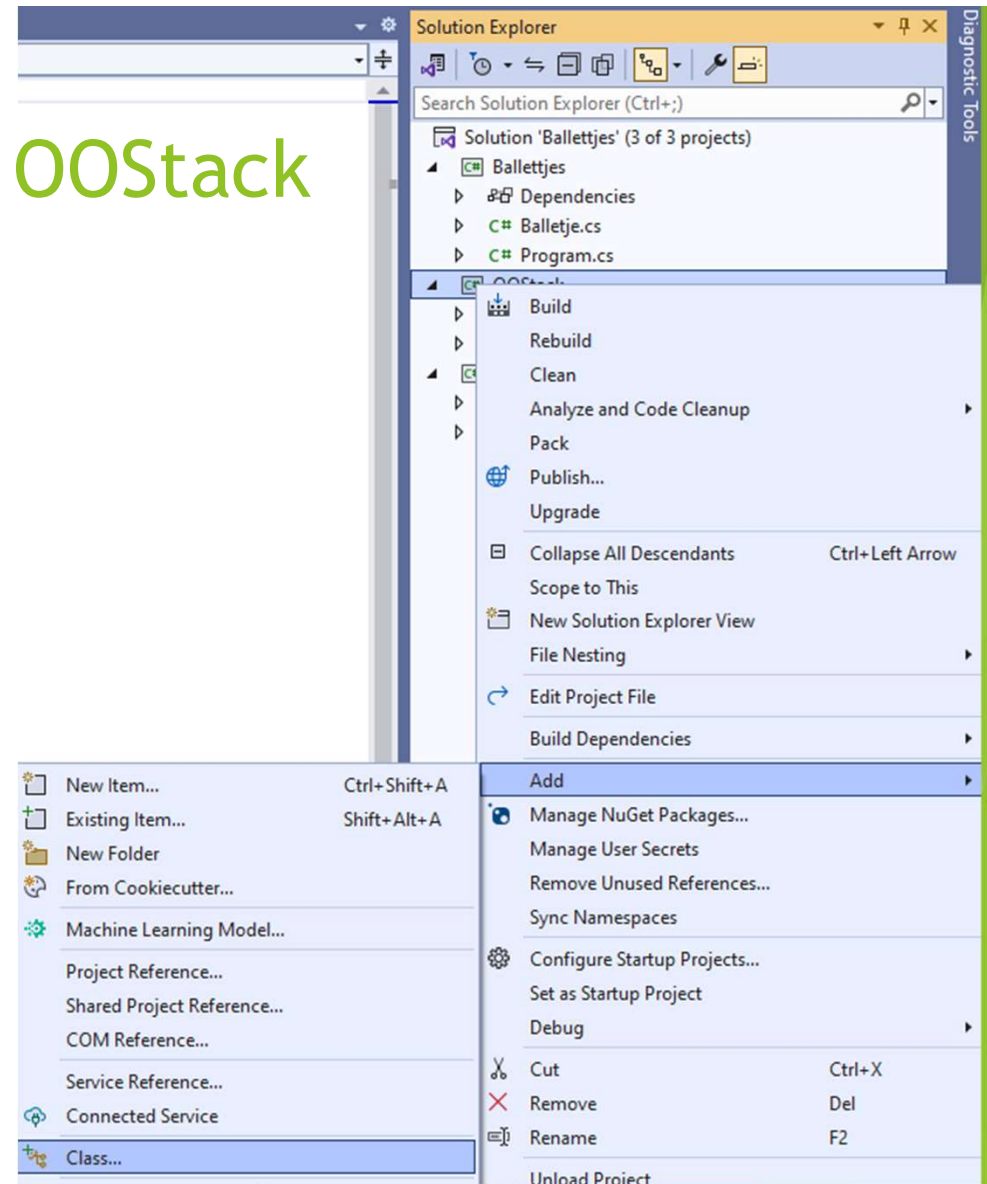 OOStack
Solution Explorer
Diagnostic Tools
Search Solution Explorer (Ctrl+;)
Solution 'Ballettjes' (3 of 3 projects)
C# Ballettjes
Dependencies
C# Balletje.cs
C# Program.cs
C# OOStack
Build
Rebuild
Clean
Analyze and Code Cleanup
Pack
Publish...
Upgrade
Collapse All Descendants Ctrl+Left Arrow
Scope to This
New Solution Explorer View
File Nesting
Edit Project File
Build Dependencies
Add
Manage NuGet Packages...
Manage User Secrets
Remove Unused References...
Sync Namespaces
Configure Startup Projects...
Set as Startup Project
Debug
Cut Ctrl+X
Remove Del
Rename F2
Unload Project
New Item... Ctrl+Shift+A
Existing Item... Shift+Alt+A
New Folder
From Cookiecutter...
Machine Learning Model...
Project Reference...
Shared Project Reference...
COM Reference...
Service Reference...
Connected Service
Class...